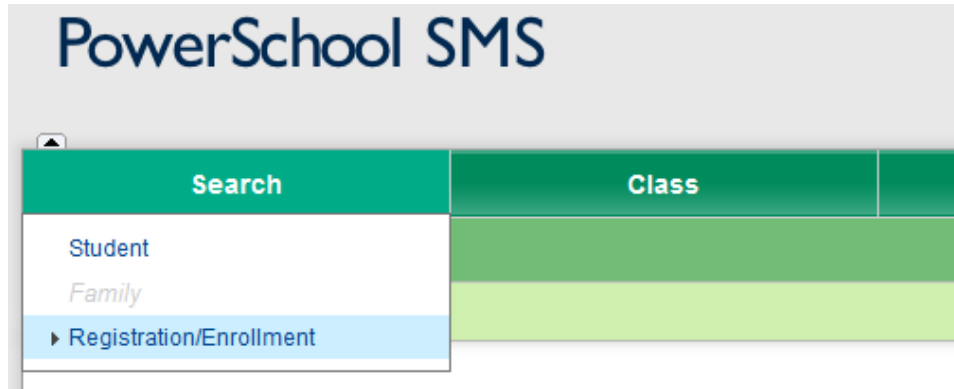 PowerSchool SMS
Search Class
Student
Family
Registration/Enrollment